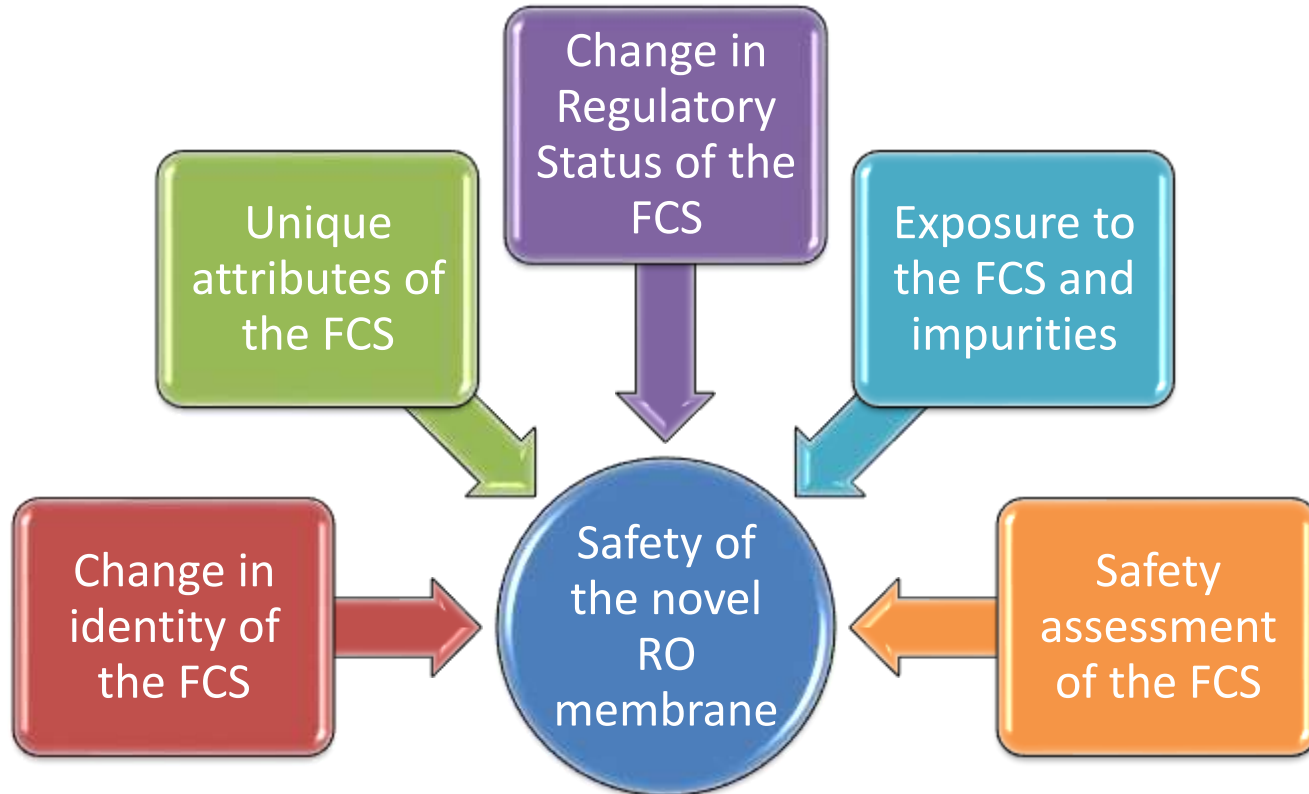 Change in
Regulatory
Status of the
FCS
Unique
attributes of
the FCS
Exposure to
the FCS and
impurities
Change in
identity of
the FCS
Safety of
the novel
RO
membrane
Safety
assessment
of the FCS